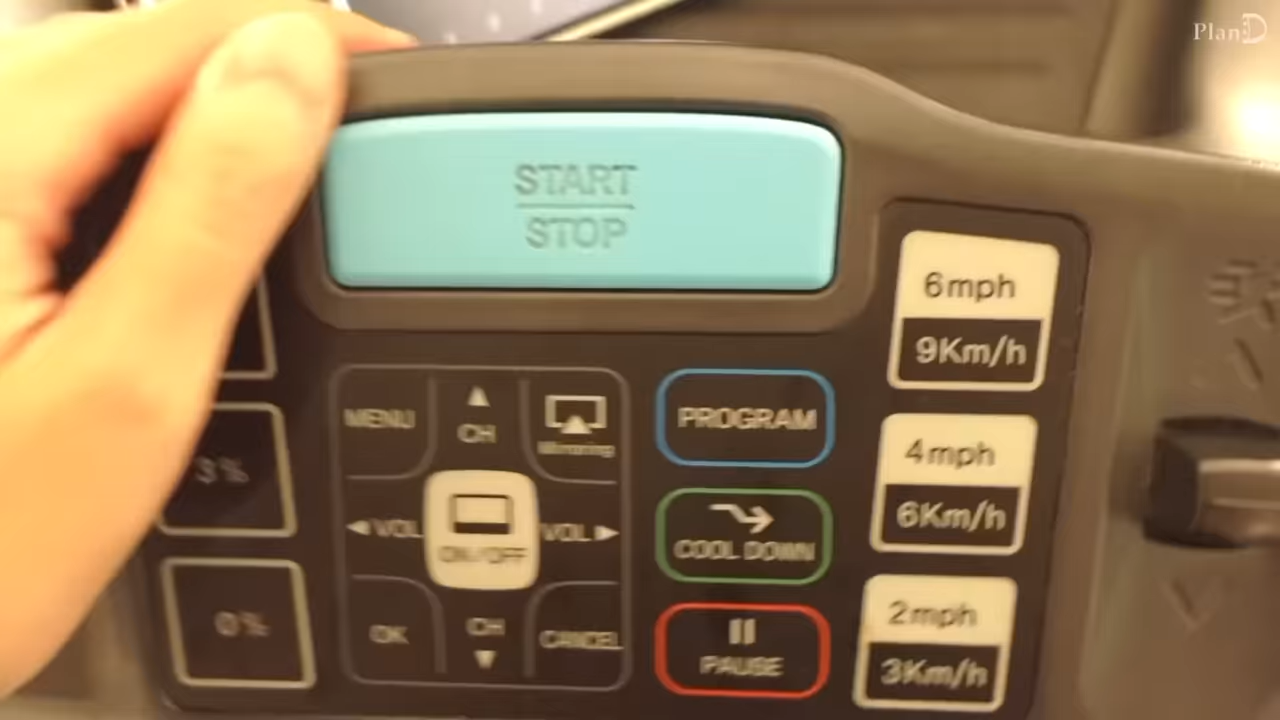 PlanD
START
STOP
6mph
9Km/h
MENU
CH
Mirroring
PROGRAM
4mph
6Km/h
3%
VOL
ON/OFF
VOL
COOL DOWN
2mph
3Km/h
0%
OK
CH
CANCEL
PAUSE